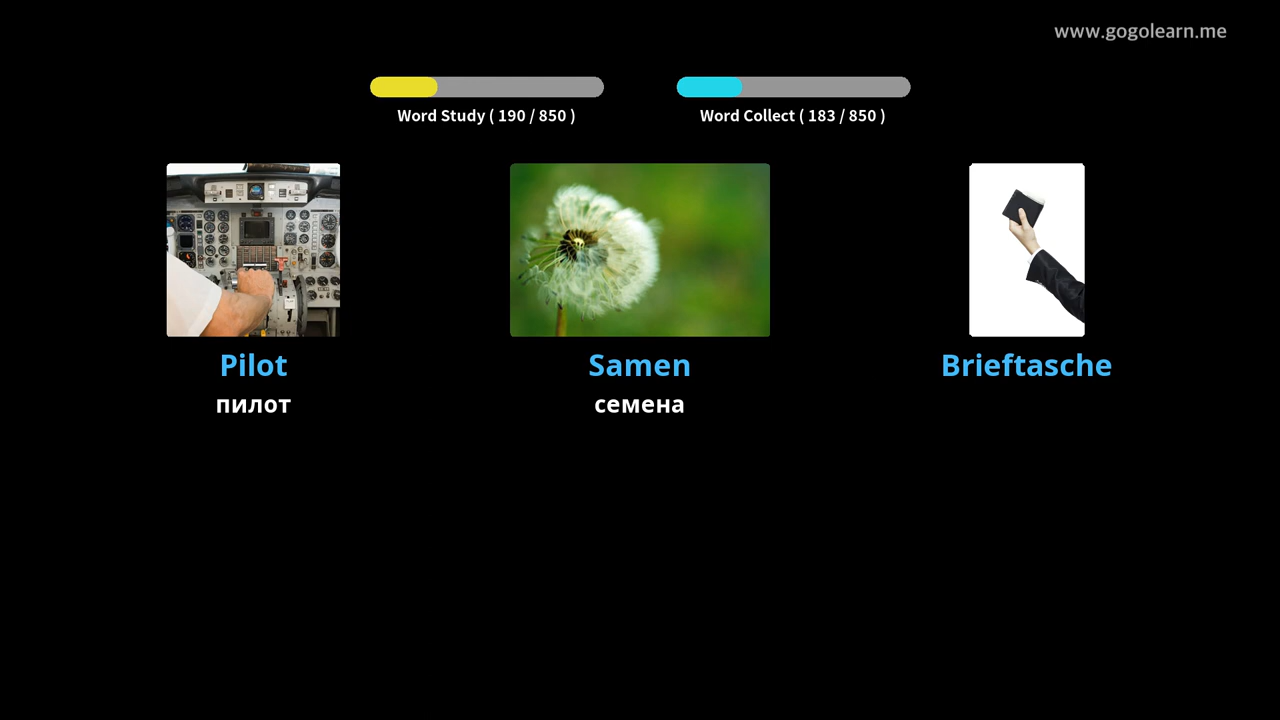 www.gogolearn.me
Word Study ( 190 / 850 )
Word Collect ( 183 / 850 )
Pilot
Samen
Brieftasche
пилот
семена